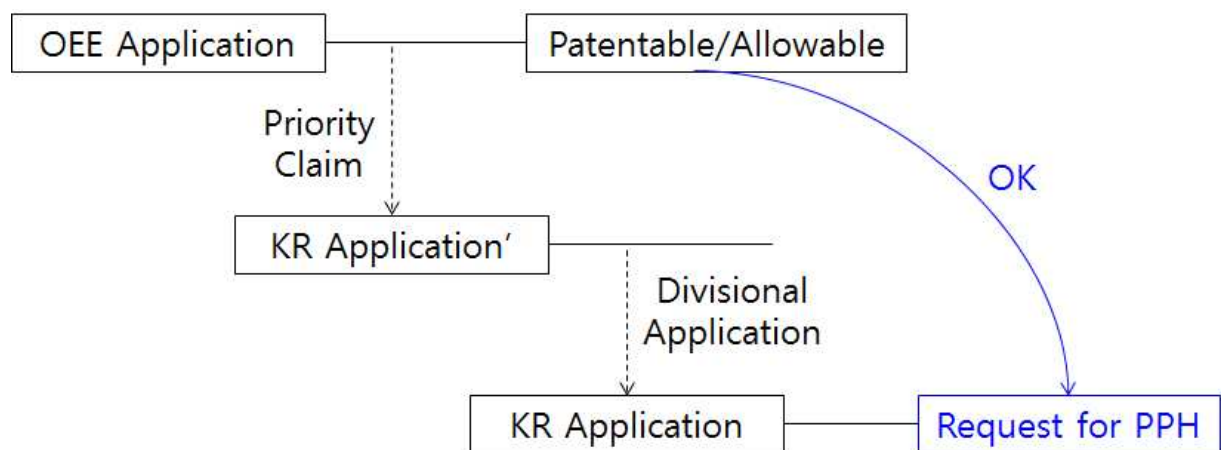 OEE Application
Patentable/Allowable
Priority
Claim
OK
KR Application’
Divisional
Application
KR Application
Request for PPH